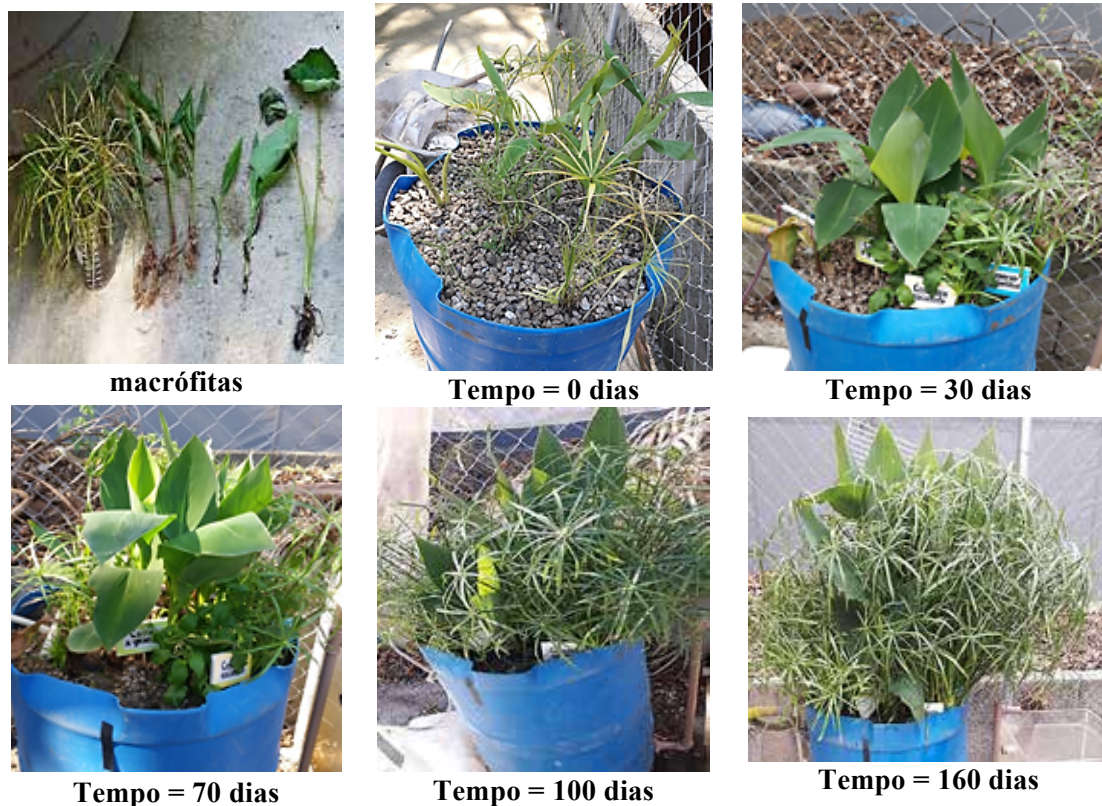 macrófitas
Tempo = 0 dias
Tempo = 30 dias
Tempo = 70 dias
Tempo = 100 dias
Tempo = 160 dias